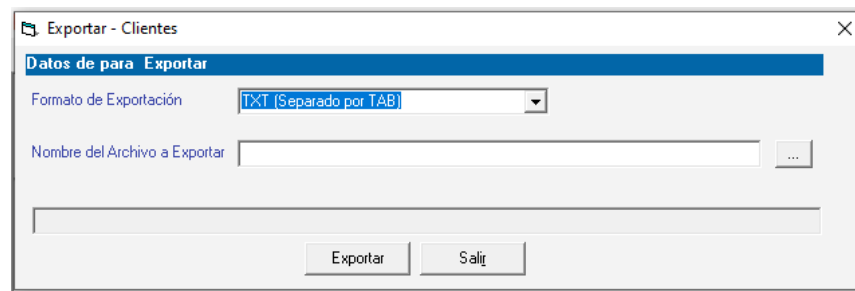 Exportar - Clientes
Datos de para Exportar
Formato de Exportación TXT (Separado por TAB)
Nombre del Archivo a Exportar ...
Exportar Salir